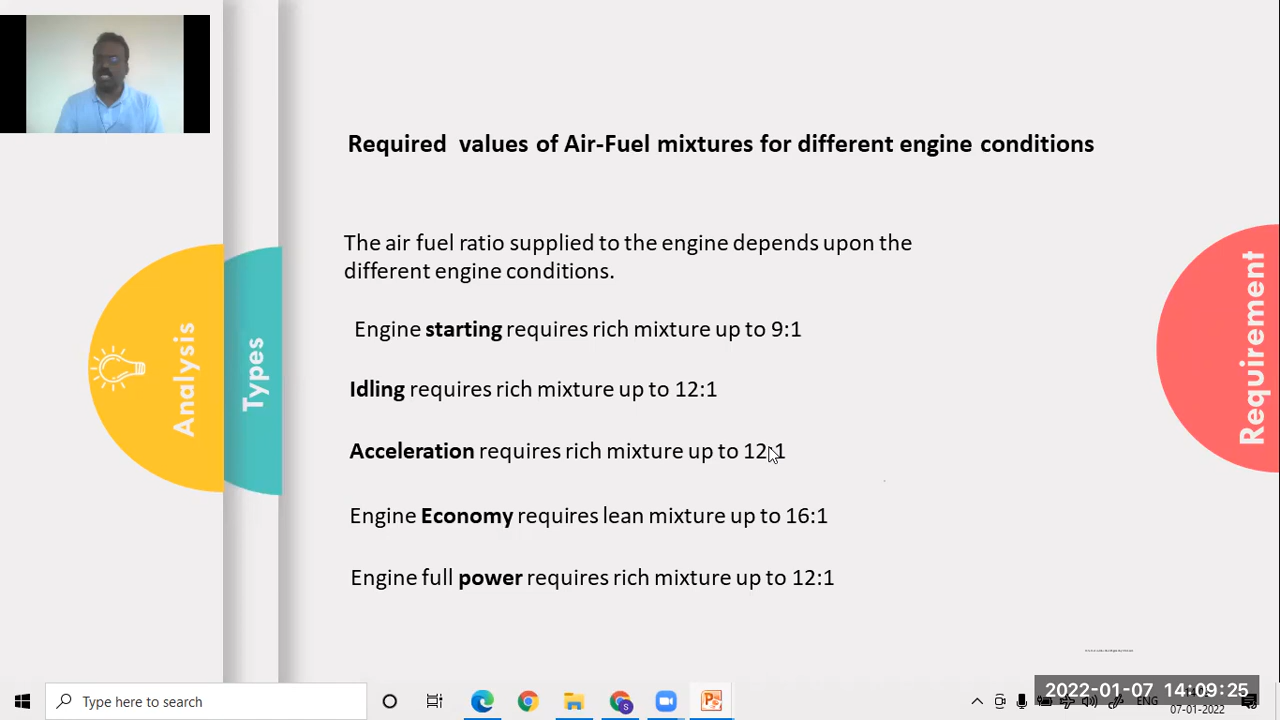 Required values of Air-Fuel mixtures for different engine conditions
The air fuel ratio supplied to the engine depends upon the
different engine conditions.
Engine starting requires rich mixture up to 9:1
Idling requires rich mixture up to 12:1
Acceleration requires rich mixture up to 12:1
Engine Economy requires lean mixture up to 16:1
Engine full power requires rich mixture up to 12:1
Analysis
Types
Requirement
Type here to search
ENG
2022-01-07 14:09:25
07-01-2022